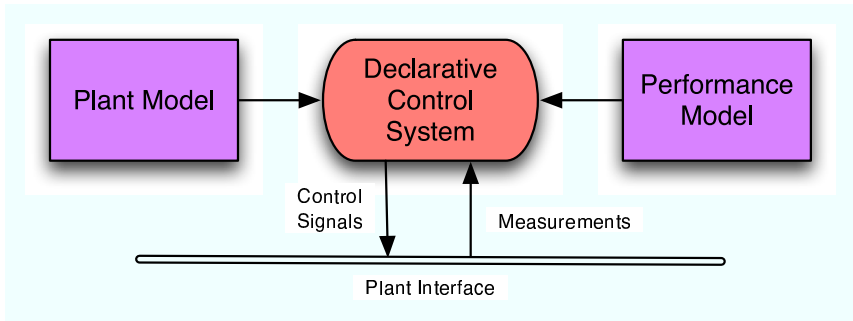 Plant Model
Declarative
Control
System
Performance
Model
Control
Signals
Measurements
Plant Interface